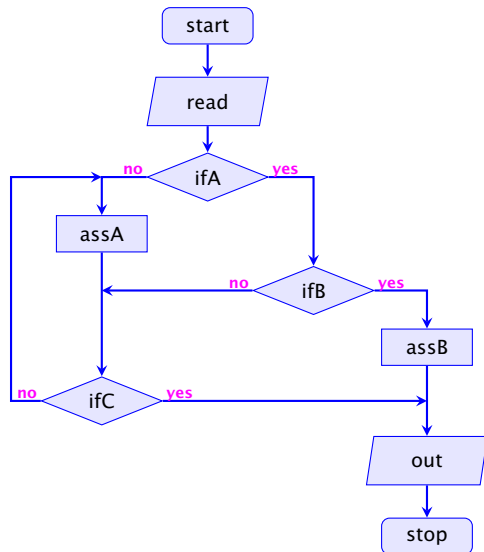 start
read
no
yes
ifA
assA
no
yes
ifB
assB
no
yes
ifC
out
stop